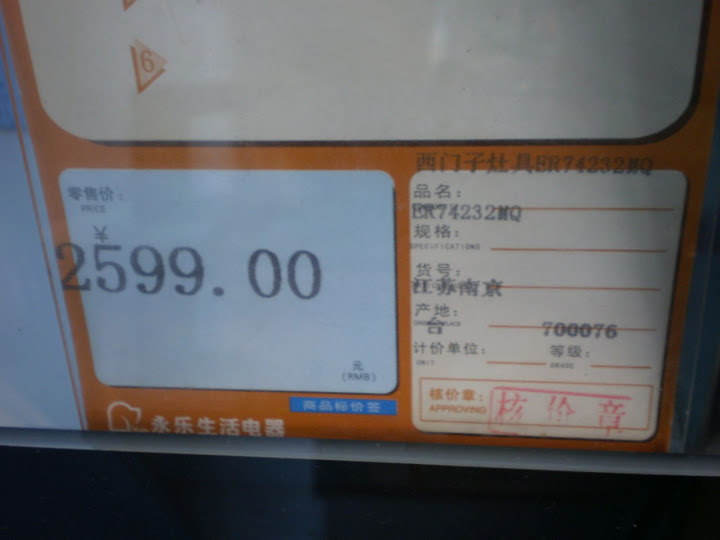 6
零售价:
PRICE
¥
2599.00
元
(RMB)
商品标价签
永乐生活电器
西门子灶具ER74232MQ
品名:
ER74232MQ
规格:
SPECIFICATIONS
货号:
江苏南京
产地:
台 700076
计价单位: 等级:
UNIT GRADE
核价章:
APPROVING
核价章